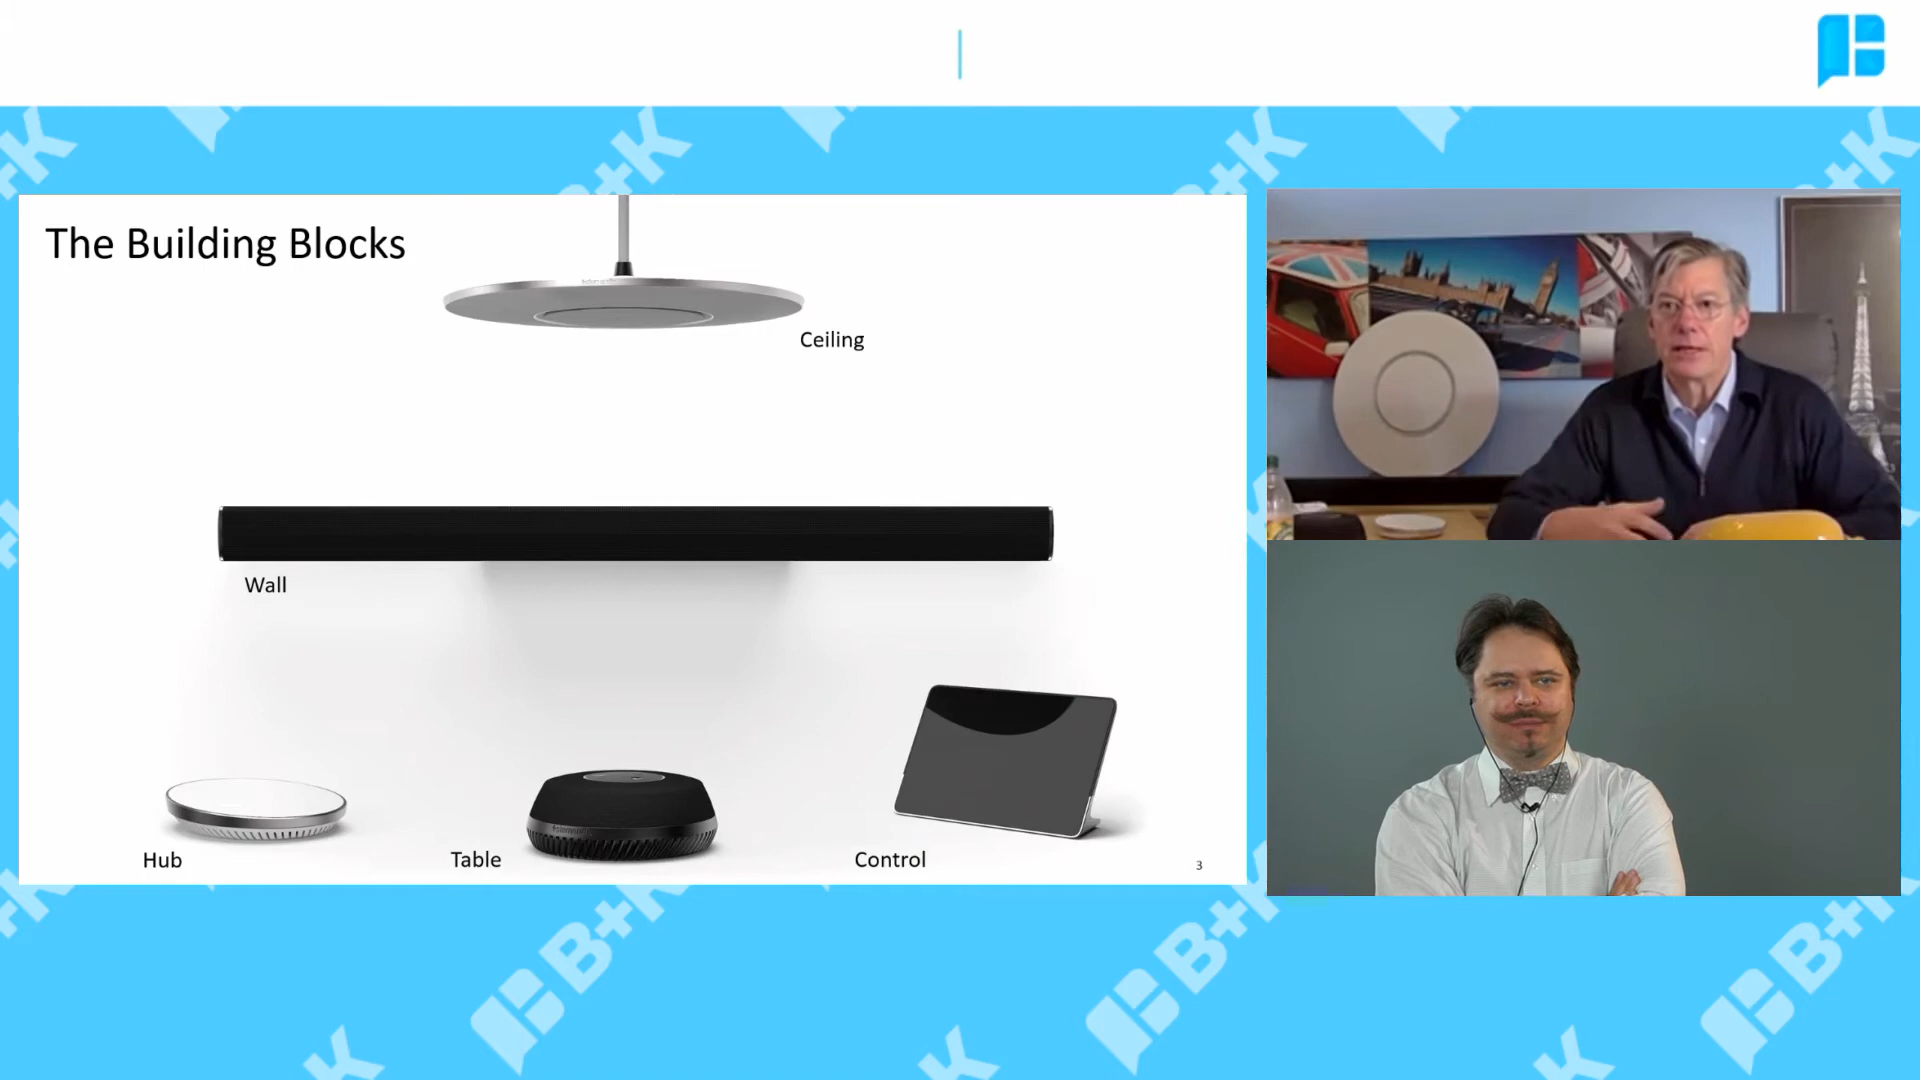 B+K
B+K
B+K
The Building Blocks
Ceiling
Wall
Hub
Table
Control
3
B+K
B+K
B+K